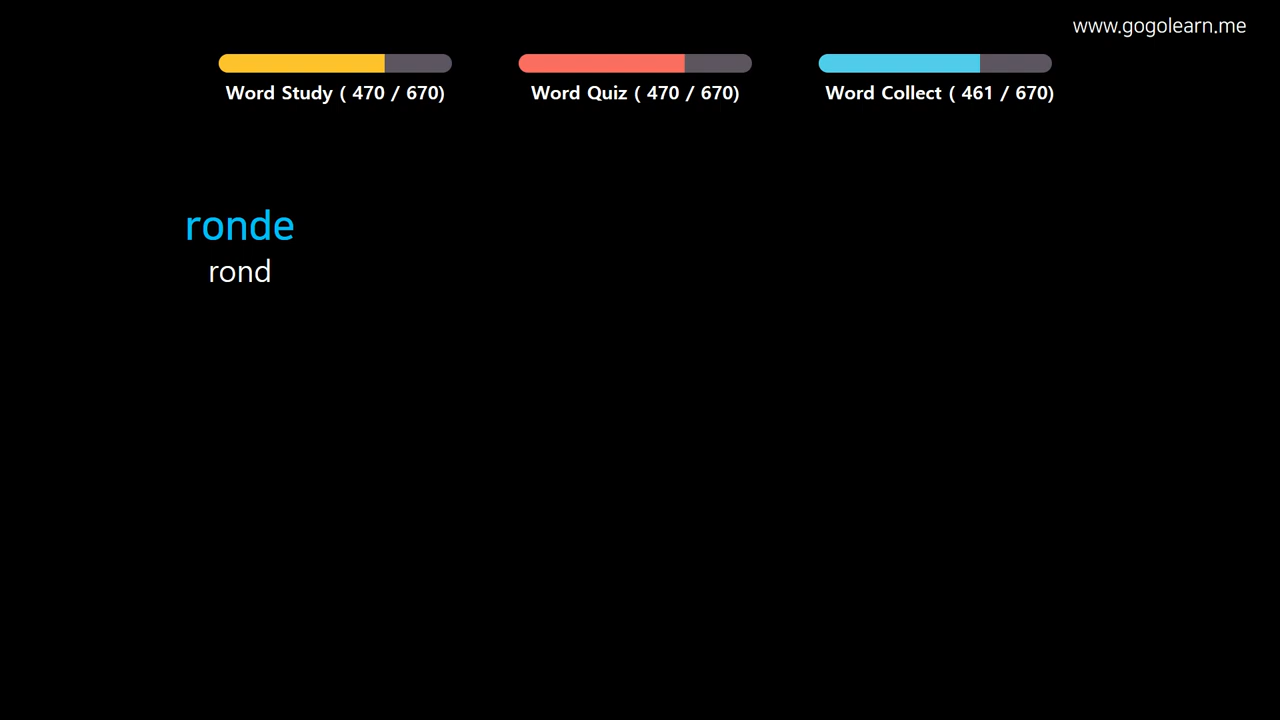 www.gogolearn.me
Word Study ( 470 / 670)
Word Quiz ( 470 / 670)
Word Collect ( 461 / 670)
ronde
rond